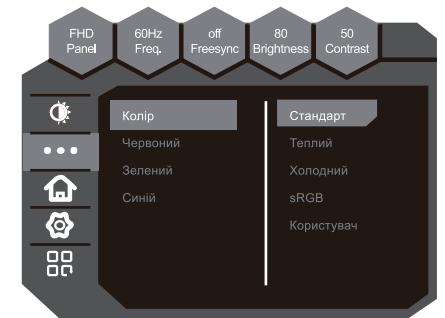 FHD
Panel
60Hz
Freq.
off
Freesync
80
Brightness
50
Contrast
Колір
Червоний
Зелений
Синій
Стандарт
Теплий
Холодний
sRGB
Користувач